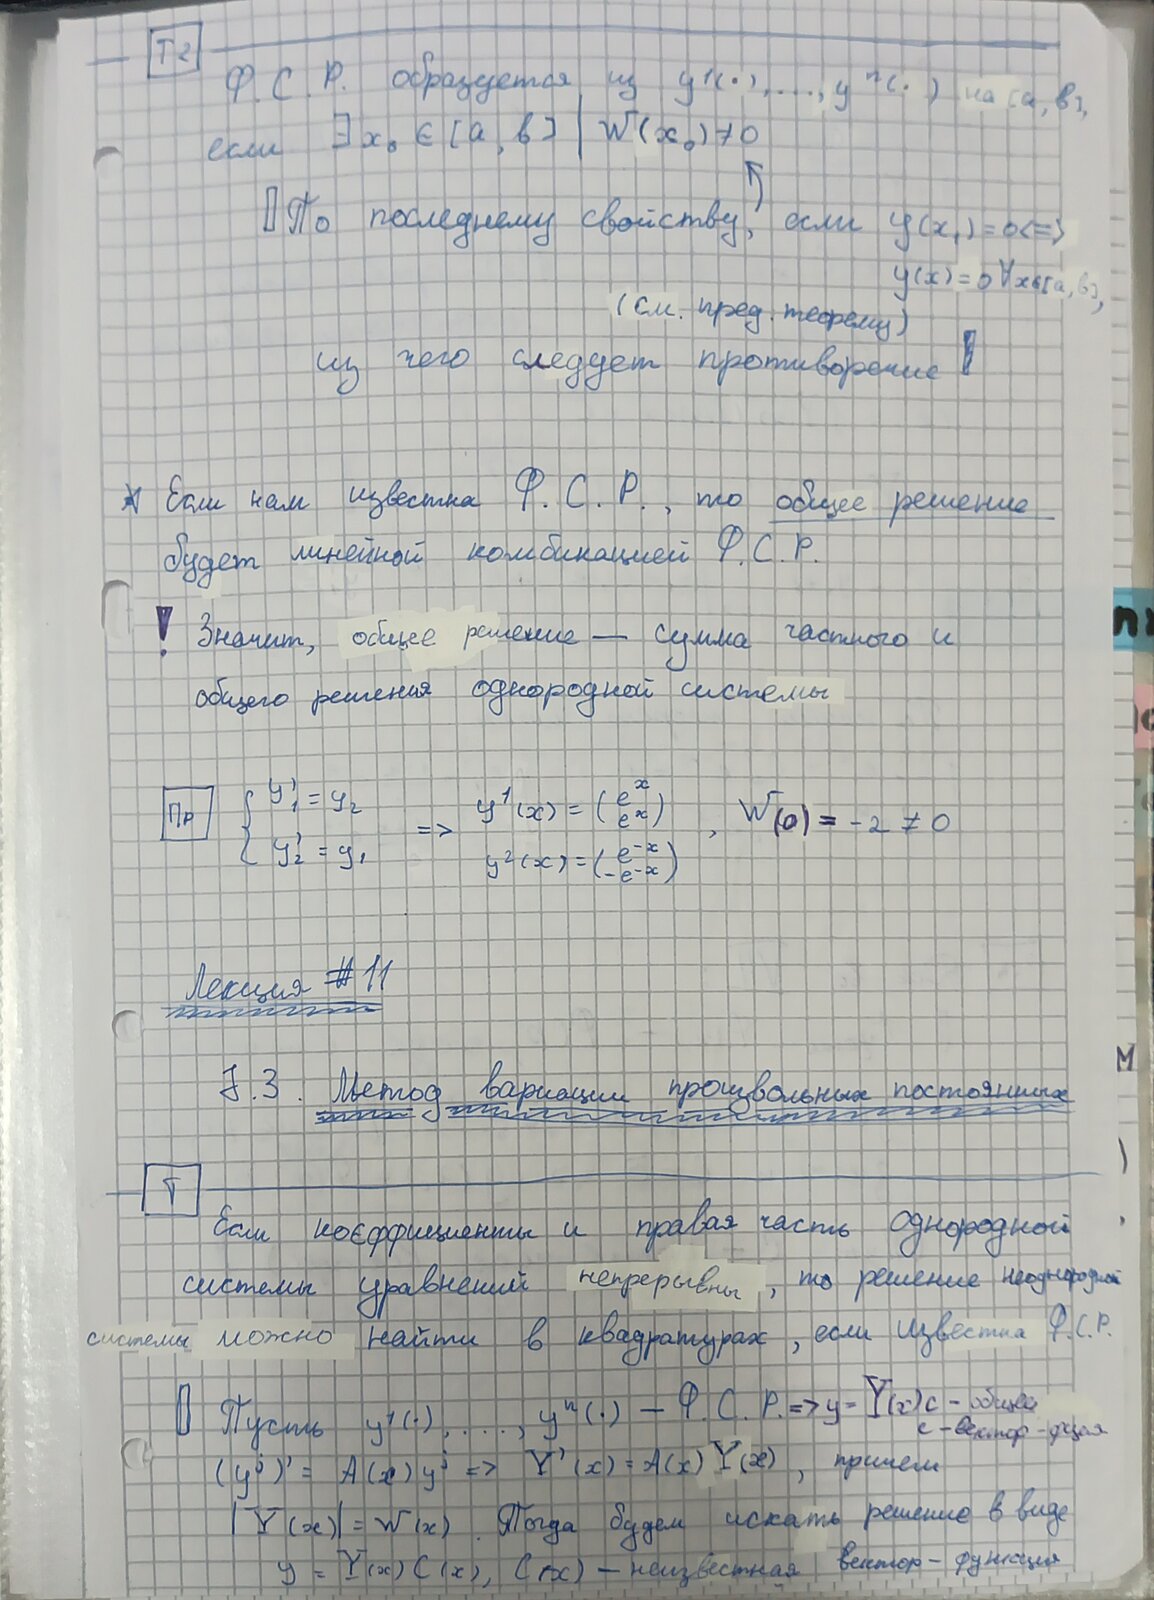 Т2
Ф.С.Р. образуется из y¹(·),...,yⁿ(·) на [a,b],
если ∃x₀ ∈ [a, b] | W(x₀) ≠ 0
▯ По последнему свойству, если y(x₁) = 0 <=>
y(x) = 0 ∀x∈[a,b],
(см. пред. теорему)
из чего следует противоречие ▮
* Если нам известна Ф.С.Р., то общее решение
будет линейной комбинацией Ф.С.Р.
! Значит, общее решение — сумма частного и
общего решения однородной системы
Пр { y₁' = y₂ => y¹(x) = (eˣ eˣ) , W(0) = -2 ≠ 0
y₂' = y₁ y²(x) = (e⁻ˣ -e⁻ˣ)
Лекция #11
7.3. Метод вариации произвольных постоянных
Т
Если коэффициенты и правая часть однородной
системы уравнений непрерывны, то решение неоднородной
системы можно найти в квадратурах, если известна Ф.С.Р.
▯ Пусть y¹(·),....,yⁿ(·) — Ф.С.Р. => y = Y(x)c - общее
c - вектор-
(yʲ)' = A(x)yʲ => Y'(x) = A(x)Y(x), причем
|Y(x)| = W(x). Тогда будем искать решение в виде
y = Y(x)C(x), C(x) — неизвестная вектор-функция